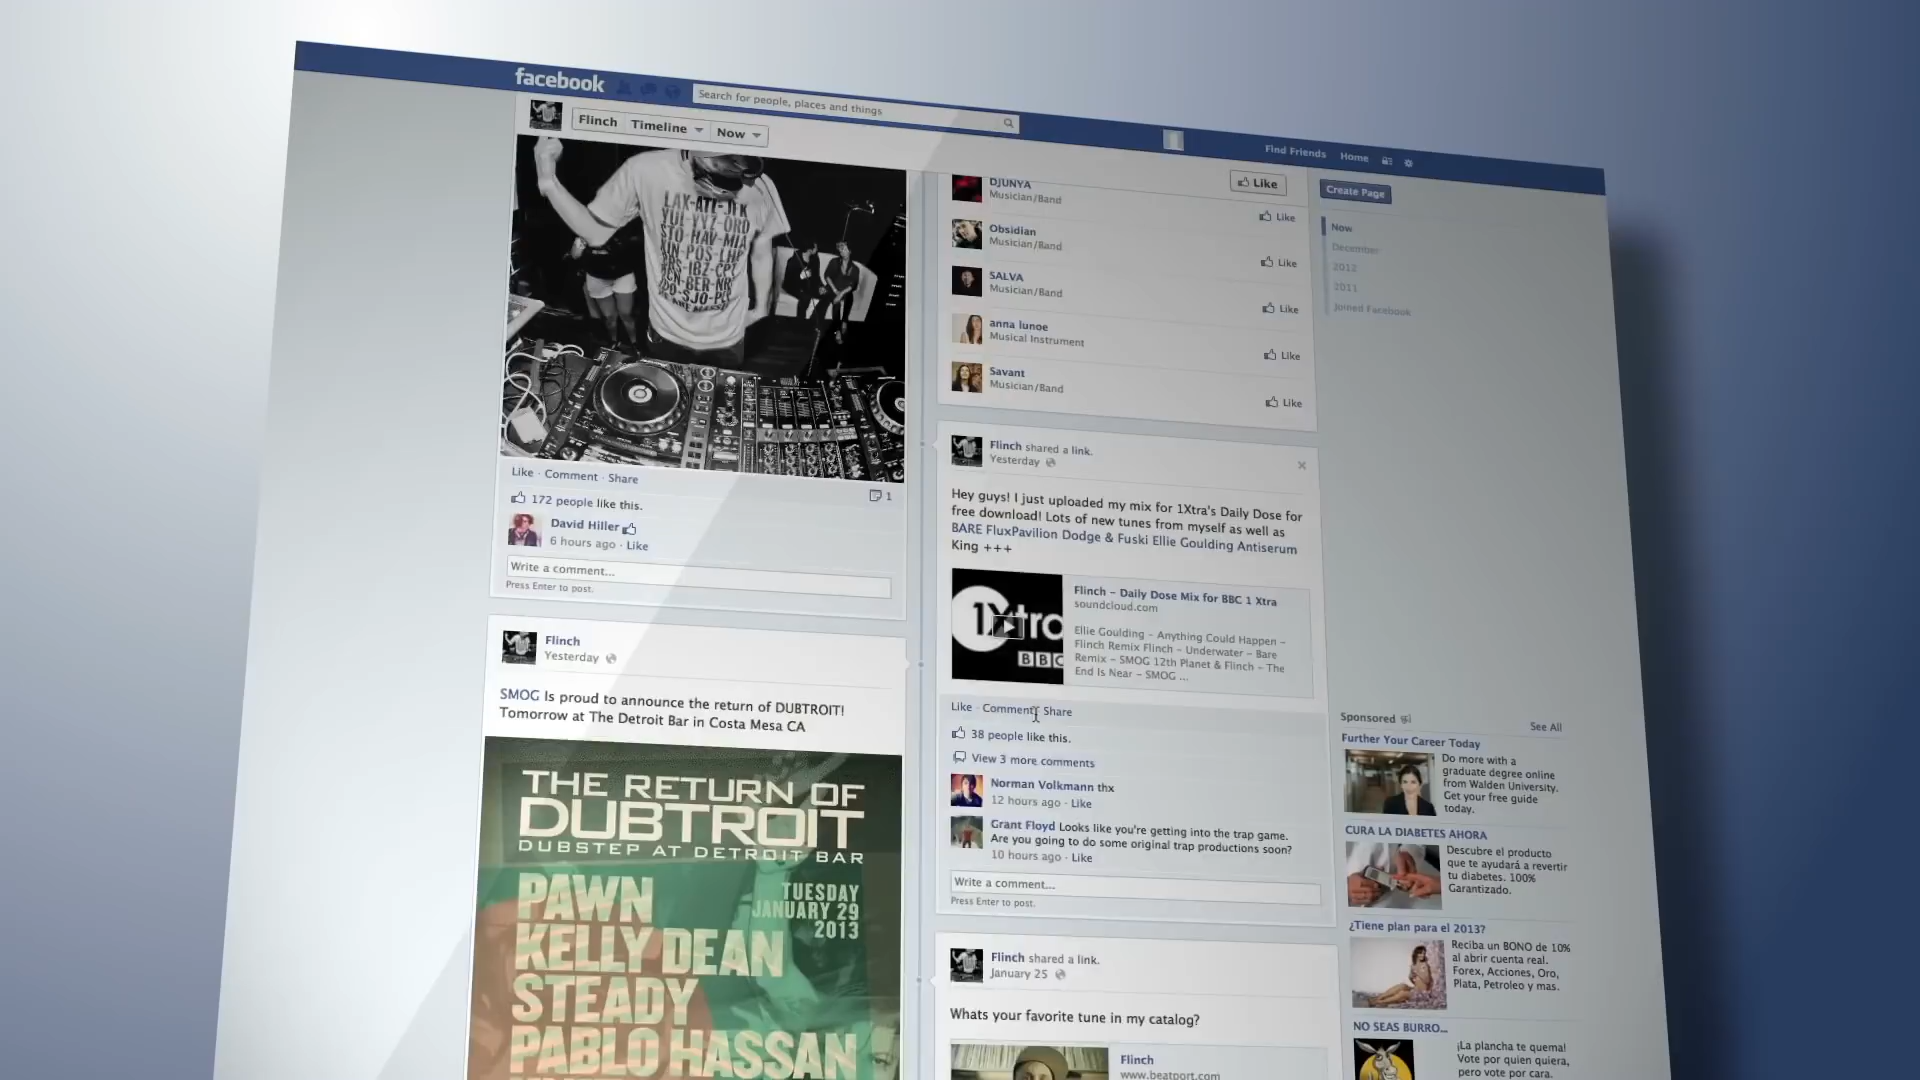 facebook
Search for people, places and things
Find Friends
Home
Flinch
Timeline
Now
Like
Create Page
Now
December
2012
2011
Joined Facebook
LAX-ATL-JFK
YUL-YYZ-ORD
STO-HAV-MIA
Like · Comment · Share
1
172 people like this.
David Hiller
6 hours ago · Like
Write a comment...
Press Enter to post.
Flinch
Yesterday
SMOG Is proud to announce the return of DUBTROIT!
Tomorrow at The Detroit Bar in Costa Mesa CA
THE RETURN OF
DUBTROIT
DUBSTEP AT DETROIT BAR
TUESDAY
JANUARY 29
2013
PAWN
KELLY DEAN
STEADY
PABLO HASSAN
DJUNYA
Musician/Band
Like
Obsidian
Musician/Band
Like
SALVA
Musician/Band
Like
anna lunoe
Musical Instrument
Like
Savant
Musician/Band
Like
Flinch shared a link.
Yesterday
Hey guys! I just uploaded my mix for 1Xtra's Daily Dose for
free download! Lots of new tunes from myself as well as
BARE FluxPavilion Dodge & Fuski Ellie Goulding Antiserum
King +++
1Xtra
BBC
Flinch – Daily Dose Mix for BBC 1 Xtra
soundcloud.com
Ellie Goulding – Anything Could Happen –
Flinch Remix Flinch – Underwater – Bare
Remix – SMOG 12th Planet & Flinch – The
End Is Near – SMOG ...
Like · Comment · Share
38 people like this.
View 3 more comments
Norman Volkmann thx
12 hours ago · Like
Grant Floyd Looks like you're getting into the trap game.
Are you going to do some original trap productions soon?
10 hours ago · Like
Write a comment...
Press Enter to post.
Flinch shared a link.
January 25
Whats your favorite tune in my catalog?
Flinch
www.beatport.com
Sponsored
See All
Further Your Career Today
Do more with a
graduate degree online
from Walden University.
Get your free guide
today.
CURA LA DIABETES AHORA
Descubre el producto
que te ayudará a revertir
tu diabetes. 100%
Garantizado.
¿Tiene plan para el 2013?
Reciba un BONO de 10%
al abrir cuenta real.
Forex, Acciones, Oro,
Plata, Petroleo y mas.
NO SEAS BURRO...
¡La plancha te quema!
Vote por quien quiera,
pero vote por cara.